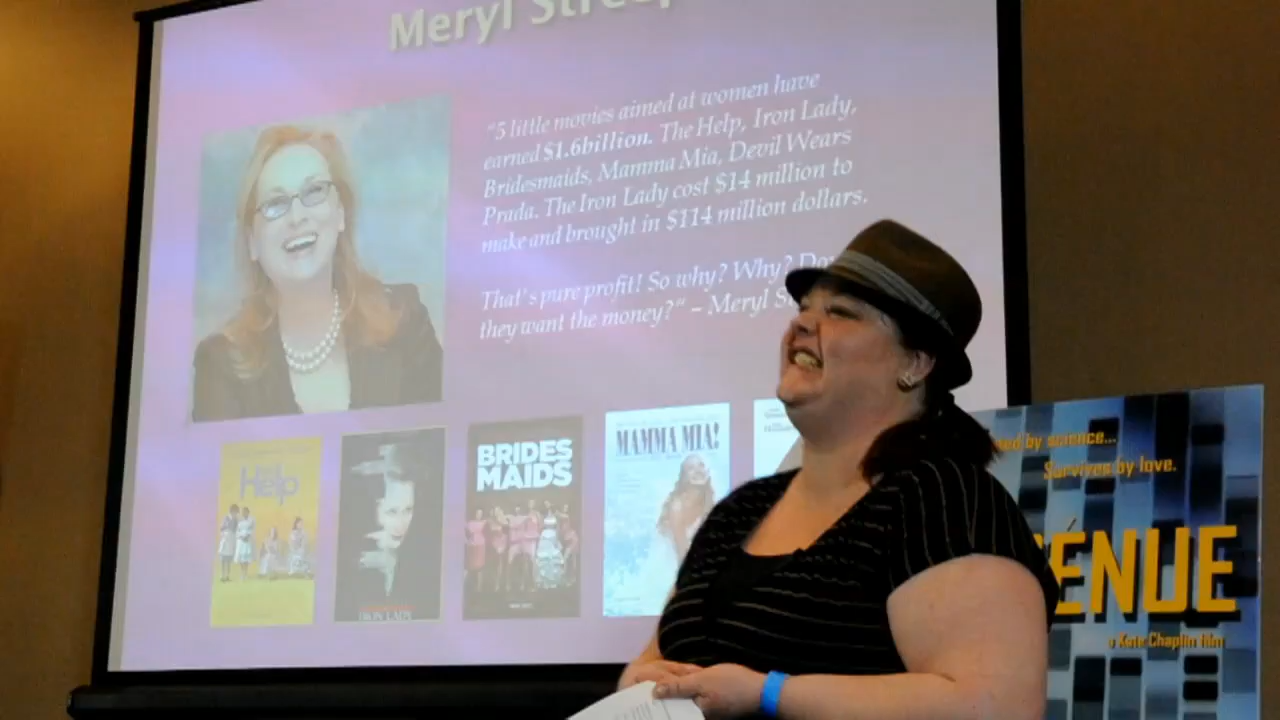 Meryl Streep
"5 little movies aimed at women have
earned $1.6billion. The Help, Iron Lady,
Bridesmaids, Mamma Mia, Devil Wears
Prada. The Iron Lady cost $14 million to
make and brought in $114 million dollars.
That's pure profit! So why? Why?
they want the money?" – Meryl
The Help
IRON LADY
BRIDES
MAIDS
MAMMA MIA!
by science...
Survives by love.
ÉNUE
a Kate Chaplin film